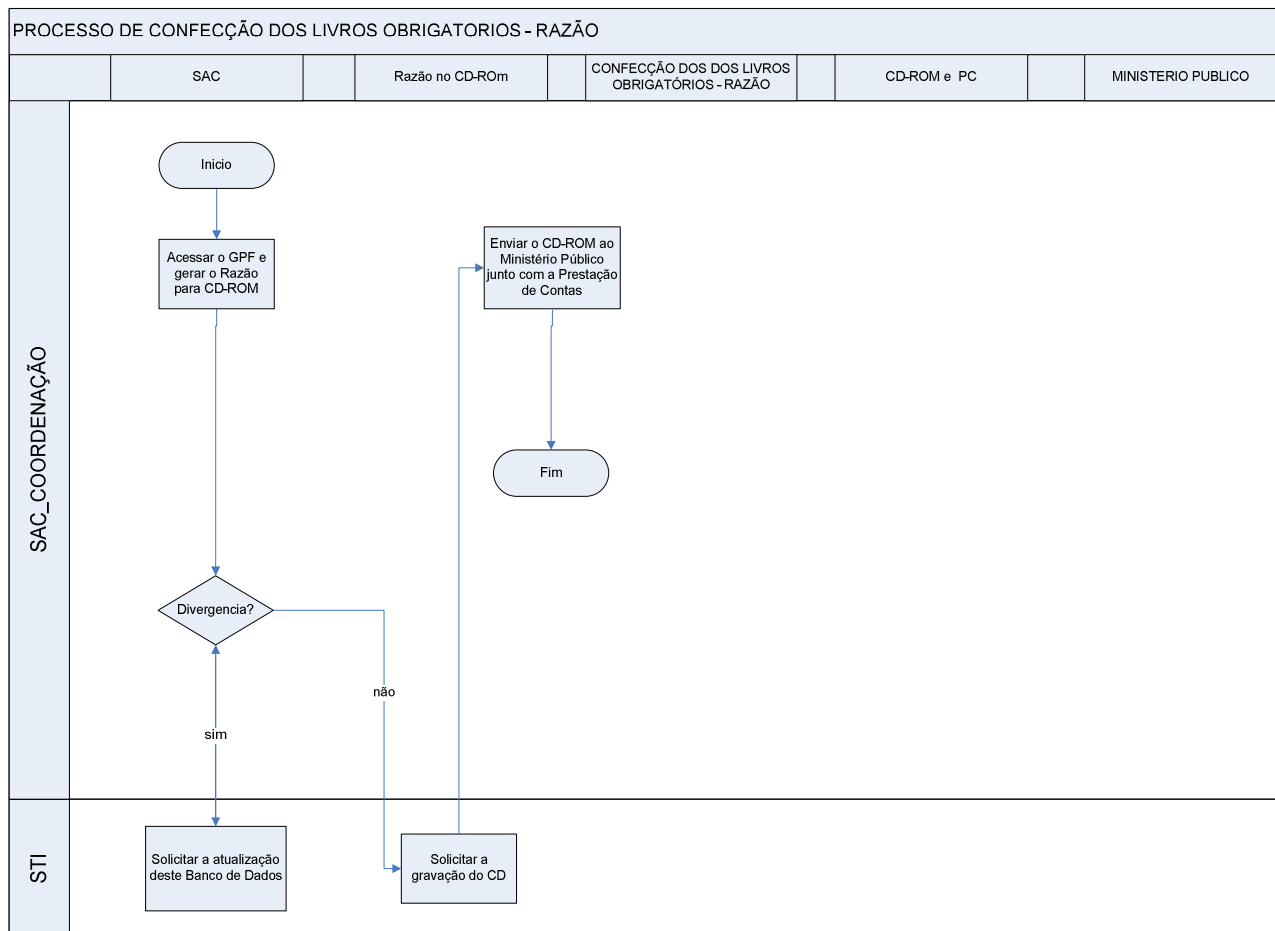 PROCESSO DE CONFECÇÃO DOS LIVROS OBRIGATORIOS - RAZÃO
SAC
Razão no CD-ROm
CONFECÇÃO DOS DOS LIVROS
OBRIGATÓRIOS - RAZÃO
CD-ROM e PC
MINISTERIO PUBLICO
SAC_COORDENAÇÃO
Inicio
Acessar o GPF e
gerar o Razão
para CD-ROM
Enviar o CD-ROM ao
Ministério Público
junto com a Prestação
de Contas
Fim
Divergencia?
não
sim
STI
Solicitar a atualização
deste Banco de Dados
Solicitar a
gravação do CD